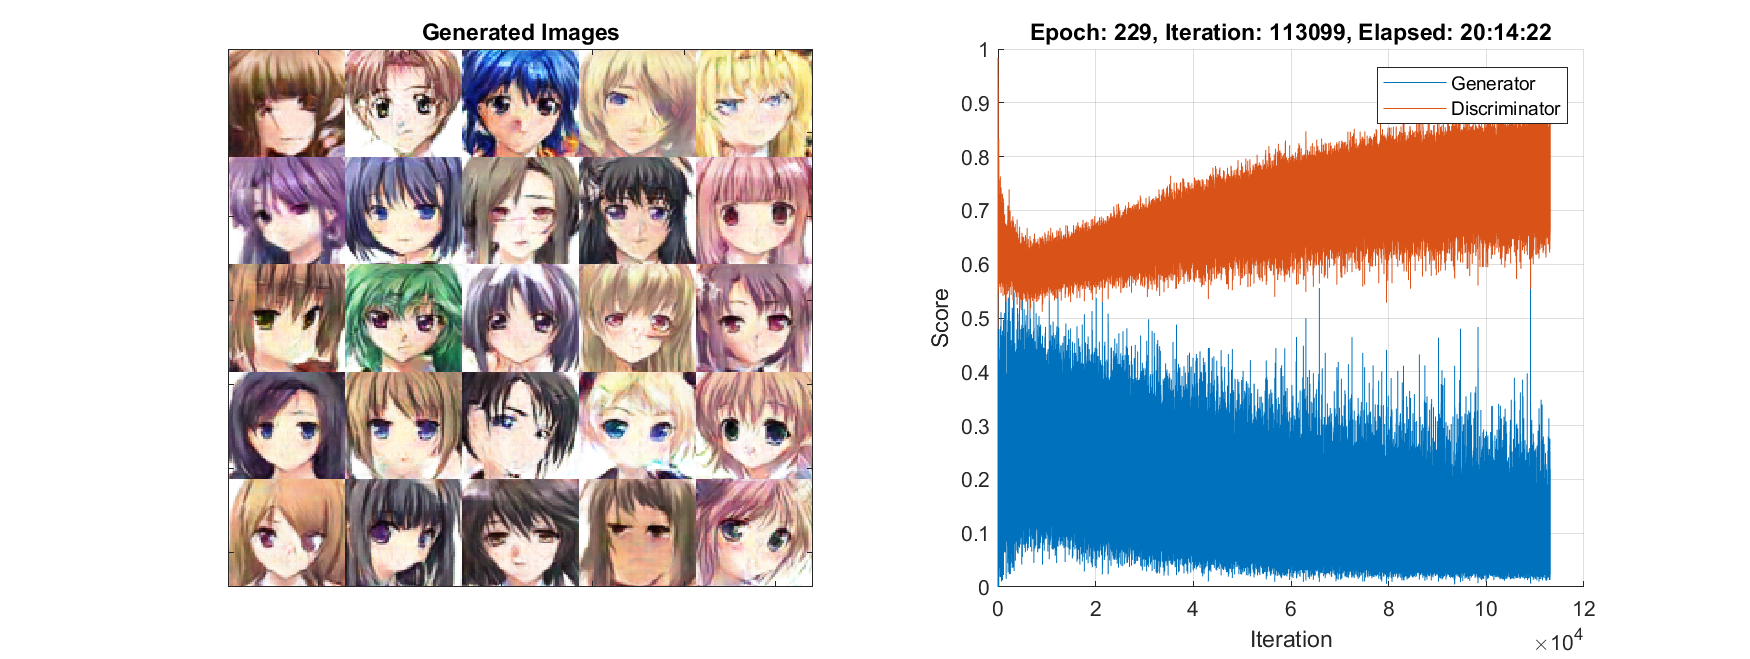 Generated Images
Epoch: 229, Iteration: 113099, Elapsed: 20:14:22
Generator
Discriminator
1
0.9
0.8
0.7
0.6
0.5
0.4
0.3
0.2
0.1
0
Score
0 2 4 6 8 10 12
Iteration
×10⁴